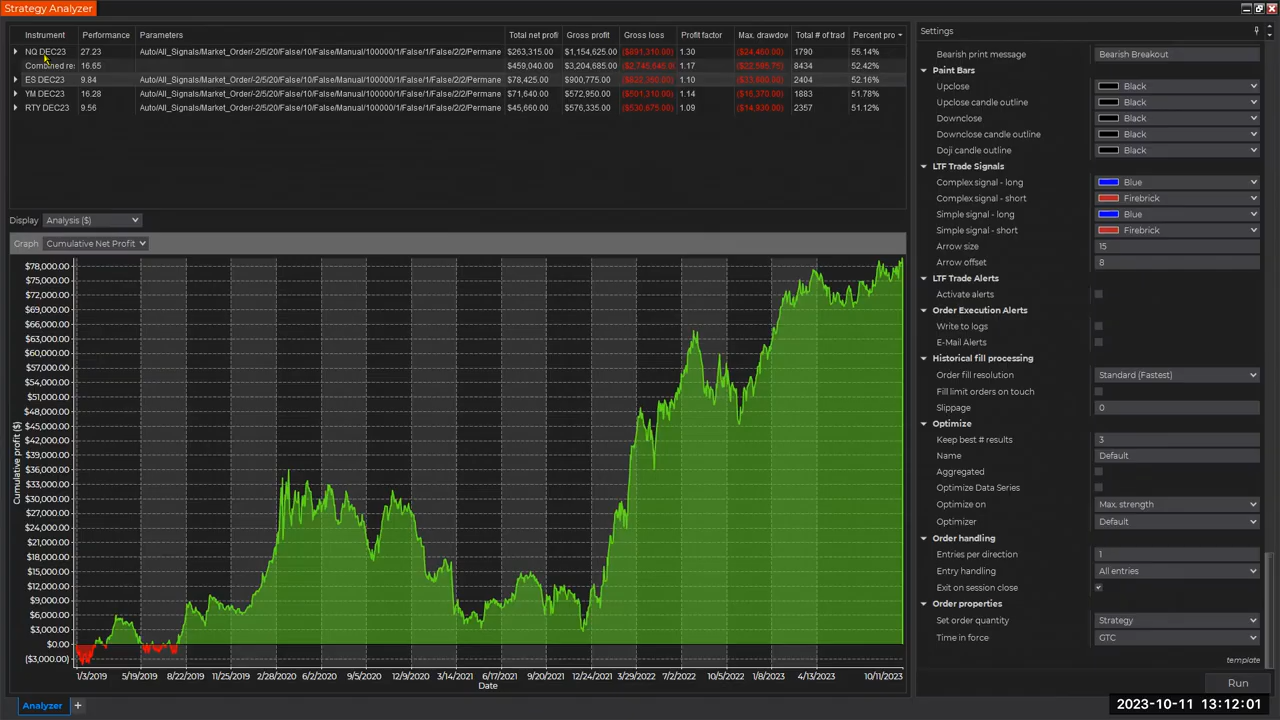 Strategy Analyzer
Instrument Performance Parameters Total net profi Gross profit Gross loss Profit factor Max. drawdow Total # of trad Percent pro
NQ DEC23 27.23 Auto/All_Signals/Market_Order/-2/5/20/False/10/False/Manual/100000/1/False/1/False/2/2/Permane $263,315.00 $1,154,625.00 ($891,310.00) 1.30 ($24,460.00) 1790 55.14%
Combined res 16.65 $459,040.00 $3,204,685.00 1.17 8434 52.42%
ES DEC23 9.84 Auto/All_Signals/Market_Order/-2/5/20/False/10/False/Manual/100000/1/False/1/False/2/2/Permane $78,425.00 $900,775.00 1.10 2404 52.16%
YM DEC23 16.28 Auto/All_Signals/Market_Order/-2/5/20/False/10/False/Manual/100000/1/False/1/False/2/2/Permane $71,640.00 $572,950.00 ($501,310.00) 1.14 1883 51.78%
RTY DEC23 9.56 Auto/All_Signals/Market_Order/-2/5/20/False/10/False/Manual/100000/1/False/1/False/2/2/Permane $45,660.00 $576,335.00 ($530,675.00) 1.09 ($14,930.00) 2357 51.12%
Display Analysis ($)
Graph Cumulative Net Profit
$78,000.00
$75,000.00
$72,000.00
$69,000.00
$66,000.00
$63,000.00
$60,000.00
$57,000.00
$54,000.00
$51,000.00
$48,000.00
$45,000.00
$42,000.00
$39,000.00
$36,000.00
$33,000.00
$30,000.00
$27,000.00
$24,000.00
$21,000.00
$18,000.00
$15,000.00
$12,000.00
$9,000.00
$6,000.00
$3,000.00
$0.00
($3,000.00)
Cumulative profit ($)
1/3/2019 5/19/2019 8/22/2019 11/25/2019 2/28/2020 6/2/2020 9/5/2020 12/9/2020 3/14/2021 6/17/2021 9/20/2021 12/24/2021 3/29/2022 7/2/2022 10/5/2022 1/8/2023 4/13/2023 10/11/2023
Date
Analyzer +
Settings
Bearish print message Bearish Breakout
Paint Bars
Upclose Black
Upclose candle outline Black
Downclose Black
Downclose candle outline Black
Doji candle outline Black
LTF Trade Signals
Complex signal - long Blue
Complex signal - short Firebrick
Simple signal - long Blue
Simple signal - short Firebrick
Arrow size 15
Arrow offset 8
LTF Trade Alerts
Activate alerts
Order Execution Alerts
Write to logs
E-Mail Alerts
Historical fill processing
Order fill resolution Standard (Fastest)
Fill limit orders on touch
Slippage 0
Optimize
Keep best # results 3
Name Default
Aggregated
Optimize Data Series
Optimize on Max. strength
Optimizer Default
Order handling
Entries per direction 1
Entry handling All entries
Exit on session close
Order properties
Set order quantity Strategy
Time in force GTC
template
Run
2023-10-11 13:12:01